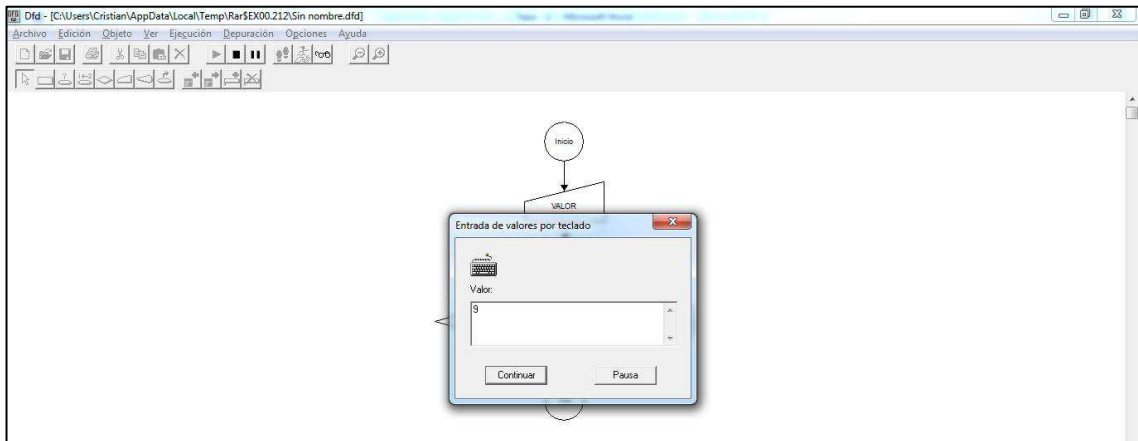 Dfd - [C:\Users\Cristian\AppData\Local\Temp\Rar$EX00.212\Sin nombre.dfd]
Archivo Edición Objeto Ver Ejecución Depuración Opciones Ayuda
Inicio
VALOR
Entrada de valores por teclado
Valor:
9
Continuar Pausa